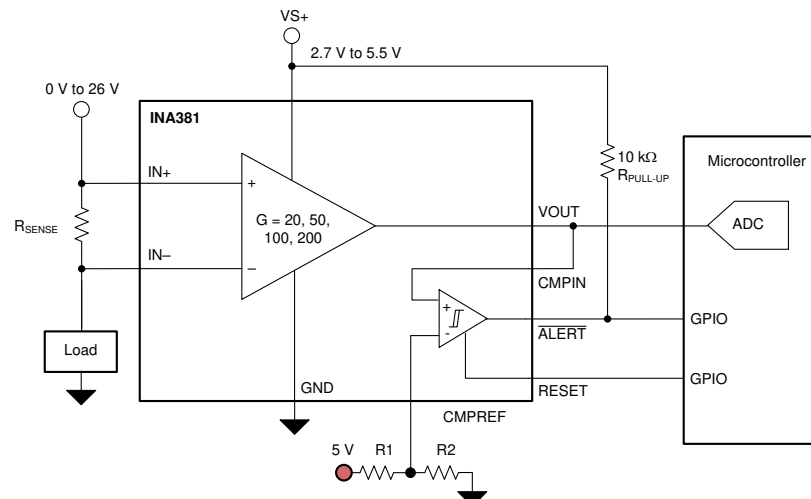 VS+
2.7 V to 5.5 V
0 V to 26 V
INA381
IN+
+
G = 20, 50,
100, 200
RSENSE
IN–
–
Load
GND
10 kΩ
RPULL-UP
Microcontroller
VOUT
ADC
CMPIN
+
-
ALERT
GPIO
RESET
GPIO
CMPREF
5 V
R1
R2